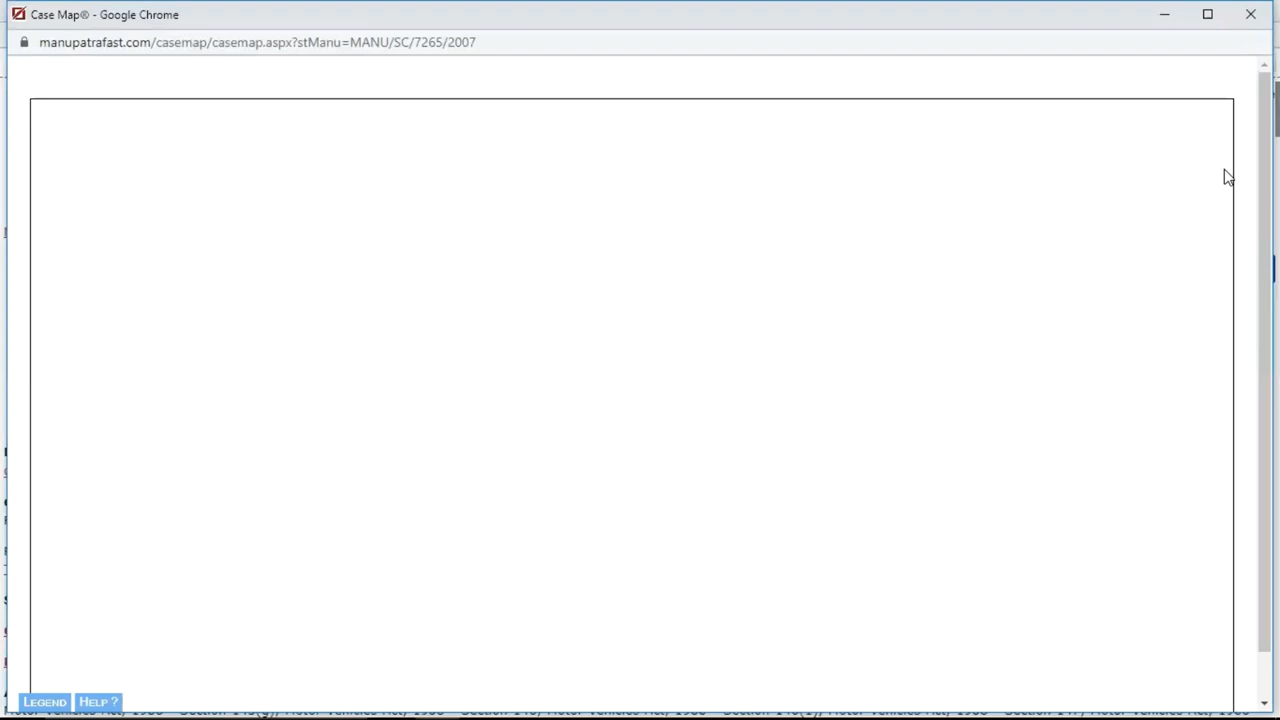 Case Map® - Google Chrome
manupatrafast.com/casemap/casemap.aspx?stManu=MANU/SC/7265/2007
LEGEND HELP ?